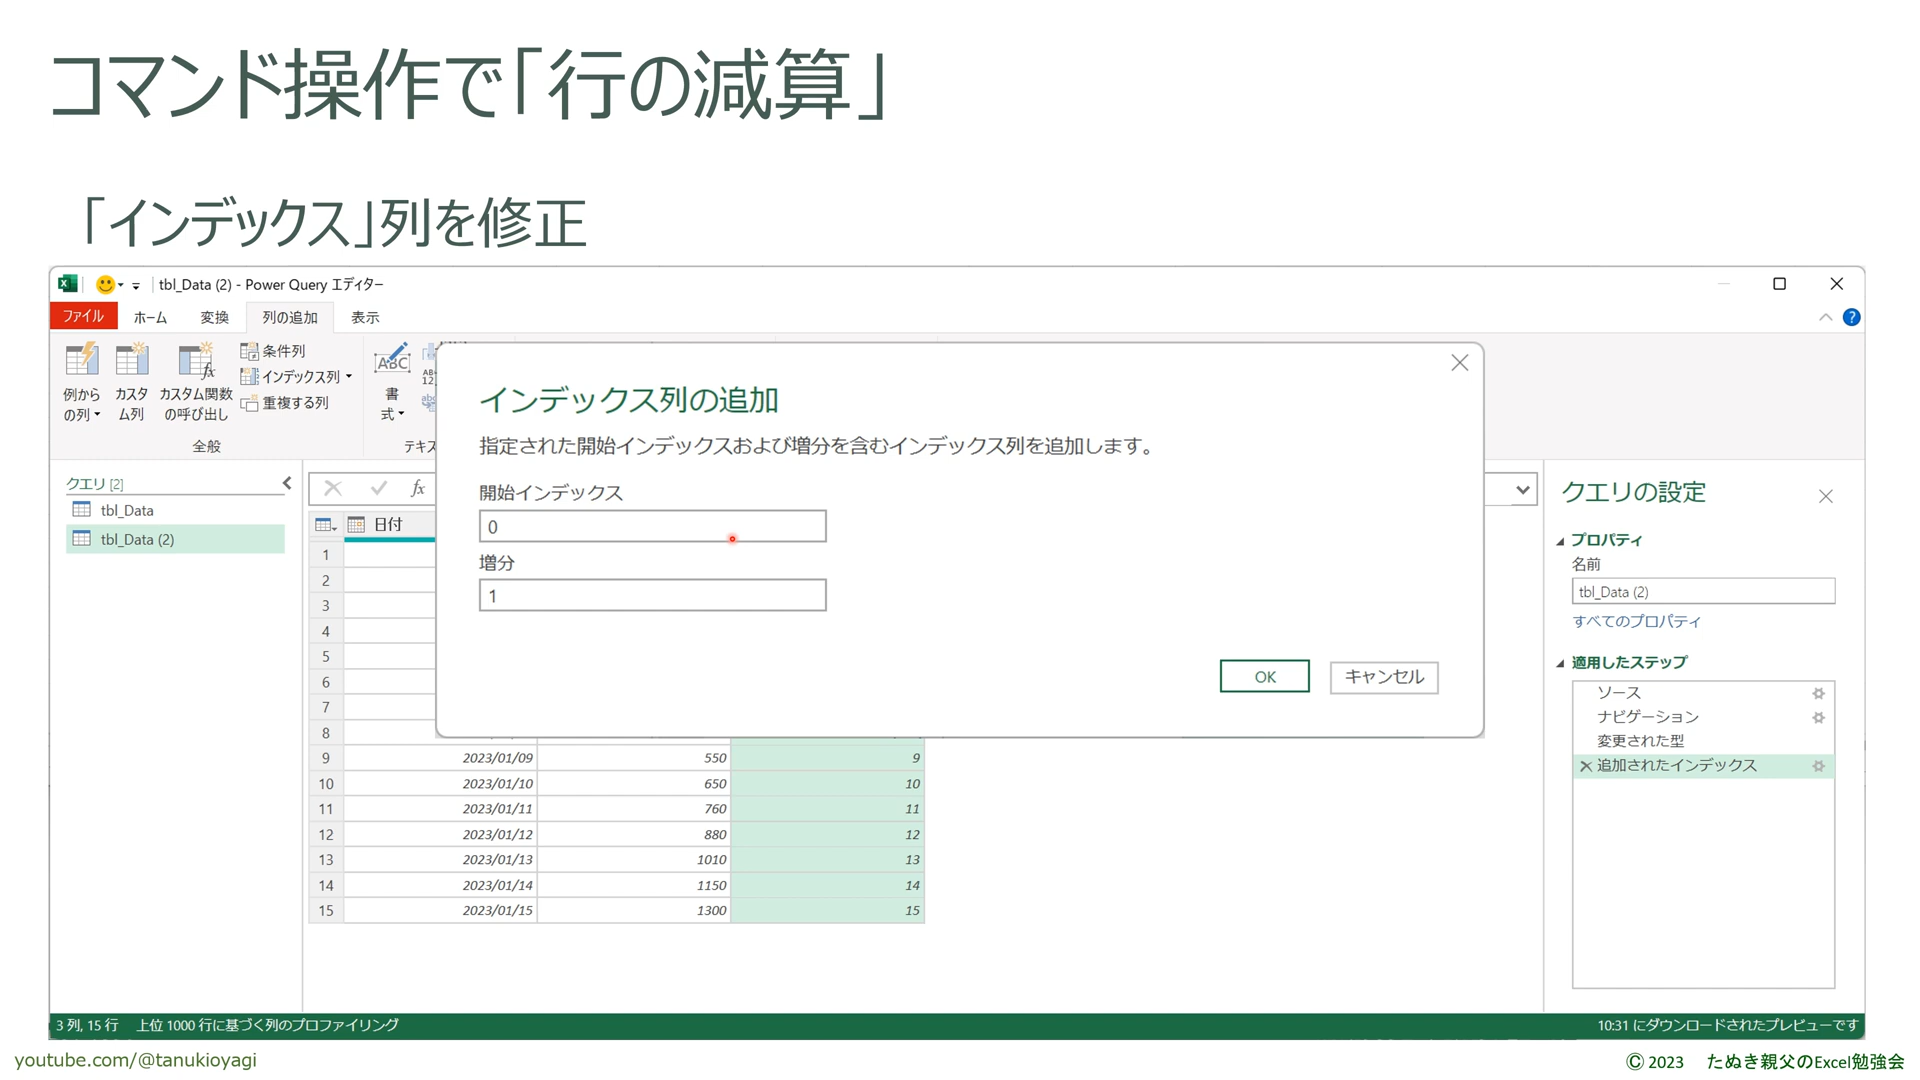 コマンド操作で「行の減算」
「インデックス」列を修正
tbl_Data (2) - Power Query エディター
ファイル ホーム 変換 列の追加 表示
例から の列 カスタ ム列 カスタム関数 の呼び出し
条件列
インデックス列
重複する列
全般
ABC 書 式
テキス
インデックス列の追加
指定された開始インデックスおよび増分を含むインデックス列を追加します。
開始インデックス
0
増分
1
OK キャンセル
クエリ [2]
tbl_Data
tbl_Data (2)
fx
日付
1
2
3
4
5
6
7
8
9 2023/01/09 550 9
10 2023/01/10 650 10
11 2023/01/11 760 11
12 2023/01/12 880 12
13 2023/01/13 1010 13
14 2023/01/14 1150 14
15 2023/01/15 1300 15
クエリの設定
プロパティ
名前
tbl_Data (2)
すべてのプロパティ
適用したステップ
ソース
ナビゲーション
変更された型
追加されたインデックス
3 列, 15 行 上位 1000 行に基づく列のプロファイリング
10:31 にダウンロードされたプレビューです
youtube.com/@tanukioyagi
© 2023 たぬき親父のExcel勉強会